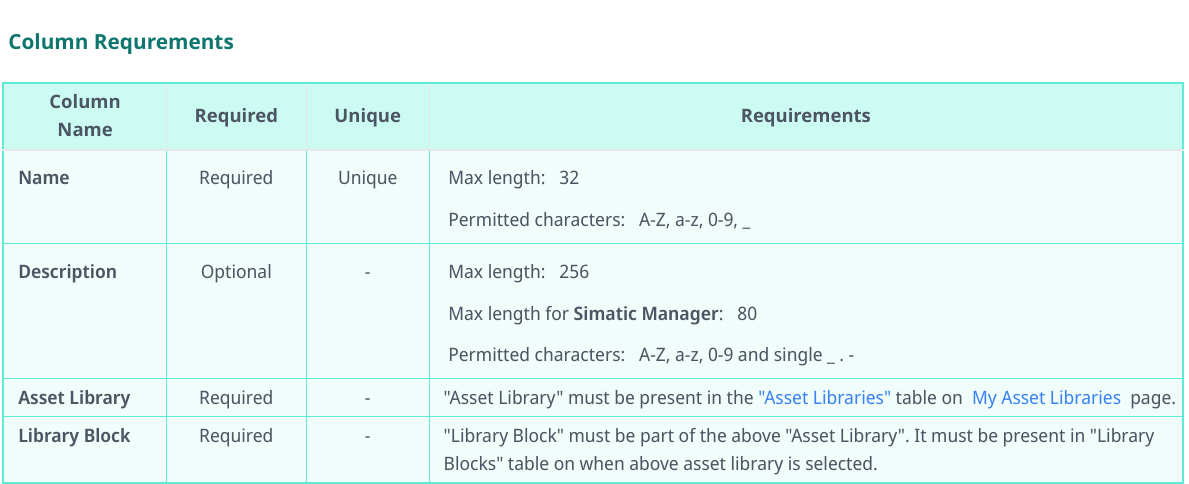 Column Requrements
Column
Name
Required
Unique
Requirements
Name
Required
Unique
Max length: 32
Permitted characters: A-Z, a-z, 0-9, _
Description
Optional
-
Max length: 256
Max length for Simatic Manager: 80
Permitted characters: A-Z, a-z, 0-9 and single _ . -
Asset Library
Required
-
"Asset Library" must be present in the "Asset Libraries" table on My Asset Libraries page.
Library Block
Required
-
"Library Block" must be part of the above "Asset Library". It must be present in "Library
Blocks" table on when above asset library is selected.